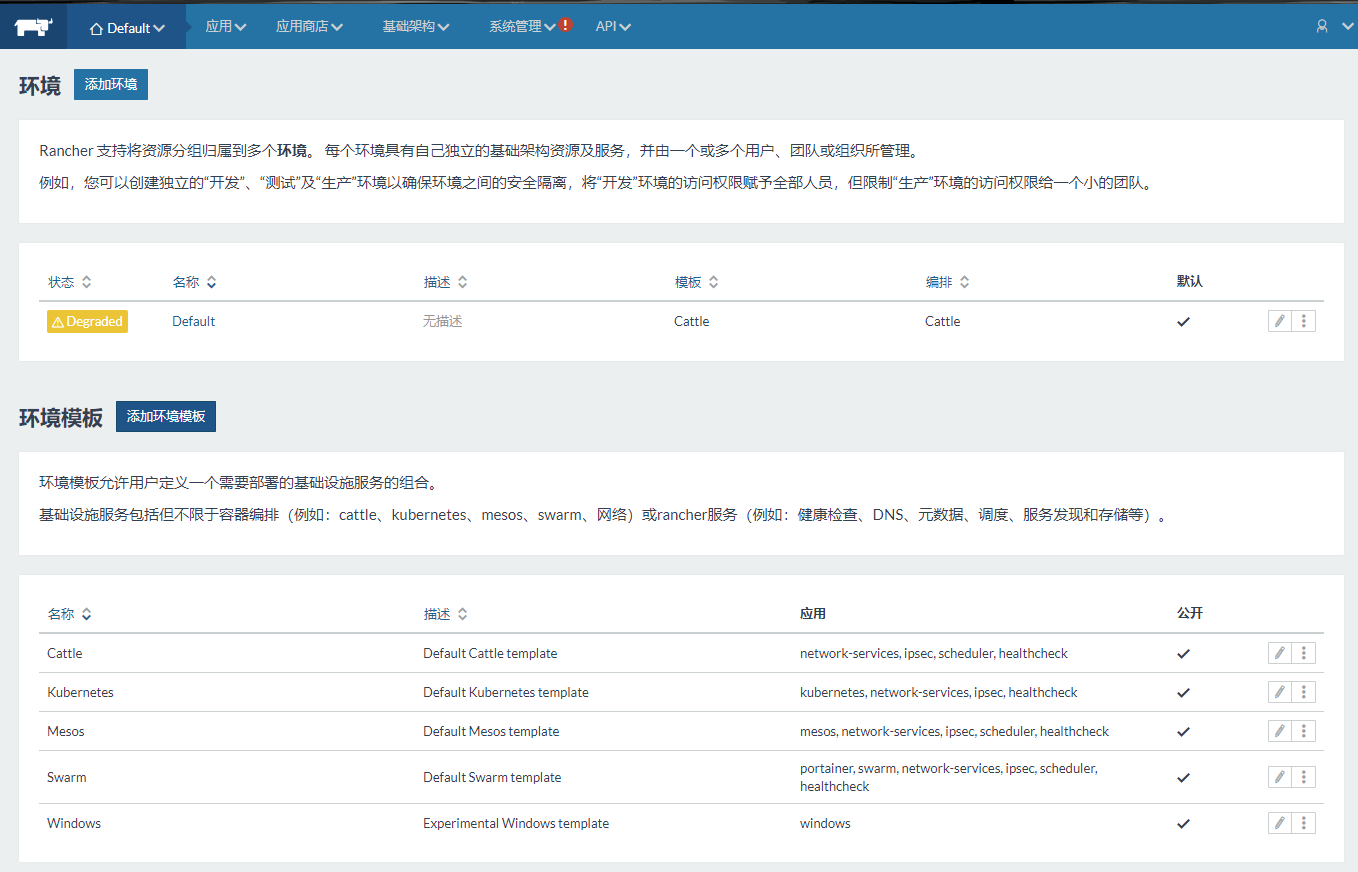 Default 应用 应用商店 基础架构 系统管理 ! API
环境 添加环境
Rancher 支持将资源分组归属到多个环境。 每个环境具有自己独立的基础架构资源及服务，并由一个或多个用户、团队或组织所管理。
例如，您可以创建独立的“开发”、“测试”及“生产”环境以确保环境之间的安全隔离，将“开发”环境的访问权限赋予全部人员，但限制“生产”环境的访问权限给一个小的团队。
状态 名称 描述 模板 编排 默认
Degraded Default 无描述 Cattle Cattle
环境模板 添加环境模板
环境模板允许用户定义一个需要部署的基础设施服务的组合。
基础设施服务包括但不限于容器编排（例如：cattle、kubernetes、mesos、swarm、网络）或rancher服务（例如：健康检查、DNS、元数据、调度、服务发现和存储等）。
名称 描述 应用 公开
Cattle Default Cattle template network-services, ipsec, scheduler, healthcheck
Kubernetes Default Kubernetes template kubernetes, network-services, ipsec, healthcheck
Mesos Default Mesos template mesos, network-services, ipsec, scheduler, healthcheck
Swarm Default Swarm template portainer, swarm, network-services, ipsec, scheduler,
healthcheck
Windows Experimental Windows template windows